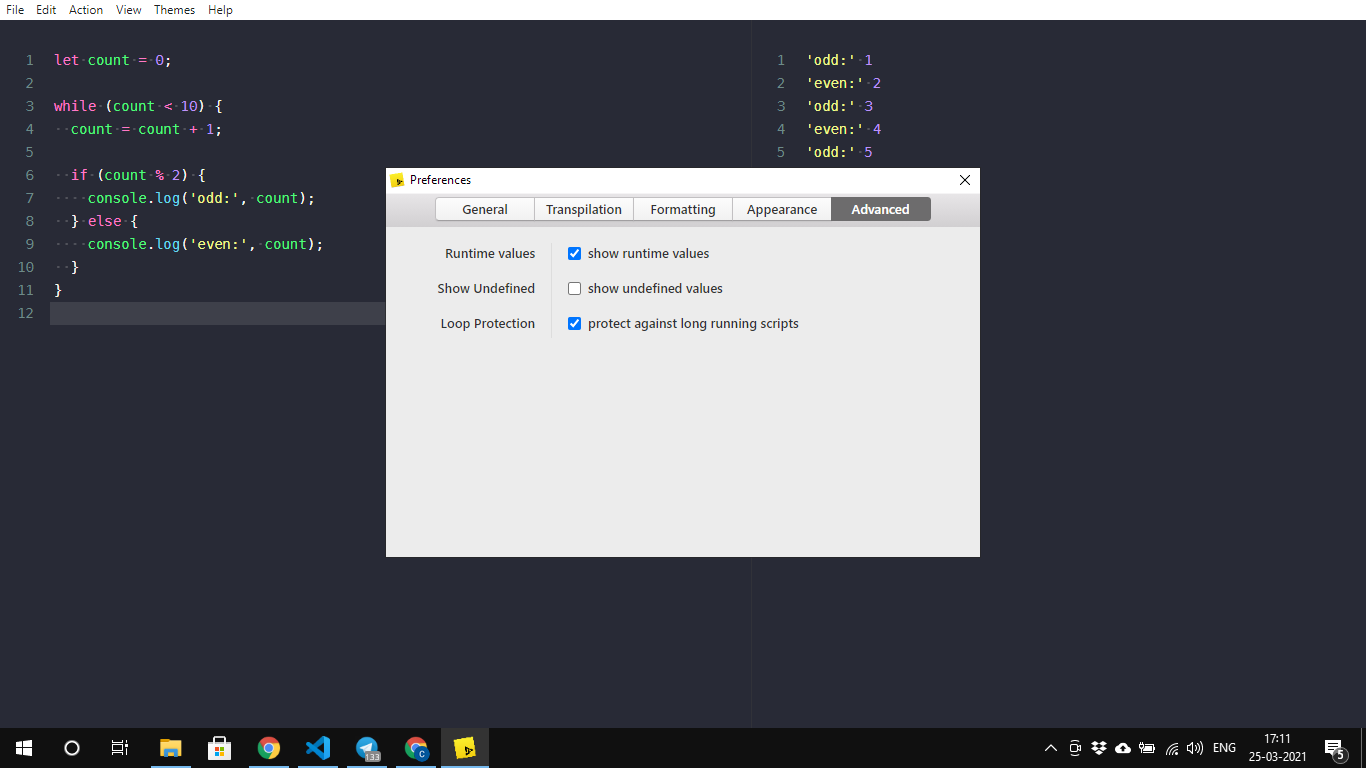 File Edit Action View Themes Help
1 let count = 0;
2
3 while (count < 10) {
4 count = count + 1;
5
6 if (count % 2) {
7 console.log('odd:', count);
8 } else {
9 console.log('even:', count);
10 }
11 }
12
1 'odd:' 1
2 'even:' 2
3 'odd:' 3
4 'even:' 4
5 'odd:' 5
Preferences
General Transpilation Formatting Appearance Advanced
Runtime values show runtime values
Show Undefined show undefined values
Loop Protection protect against long running scripts
133
C
ENG
17:11
25-03-2021
5